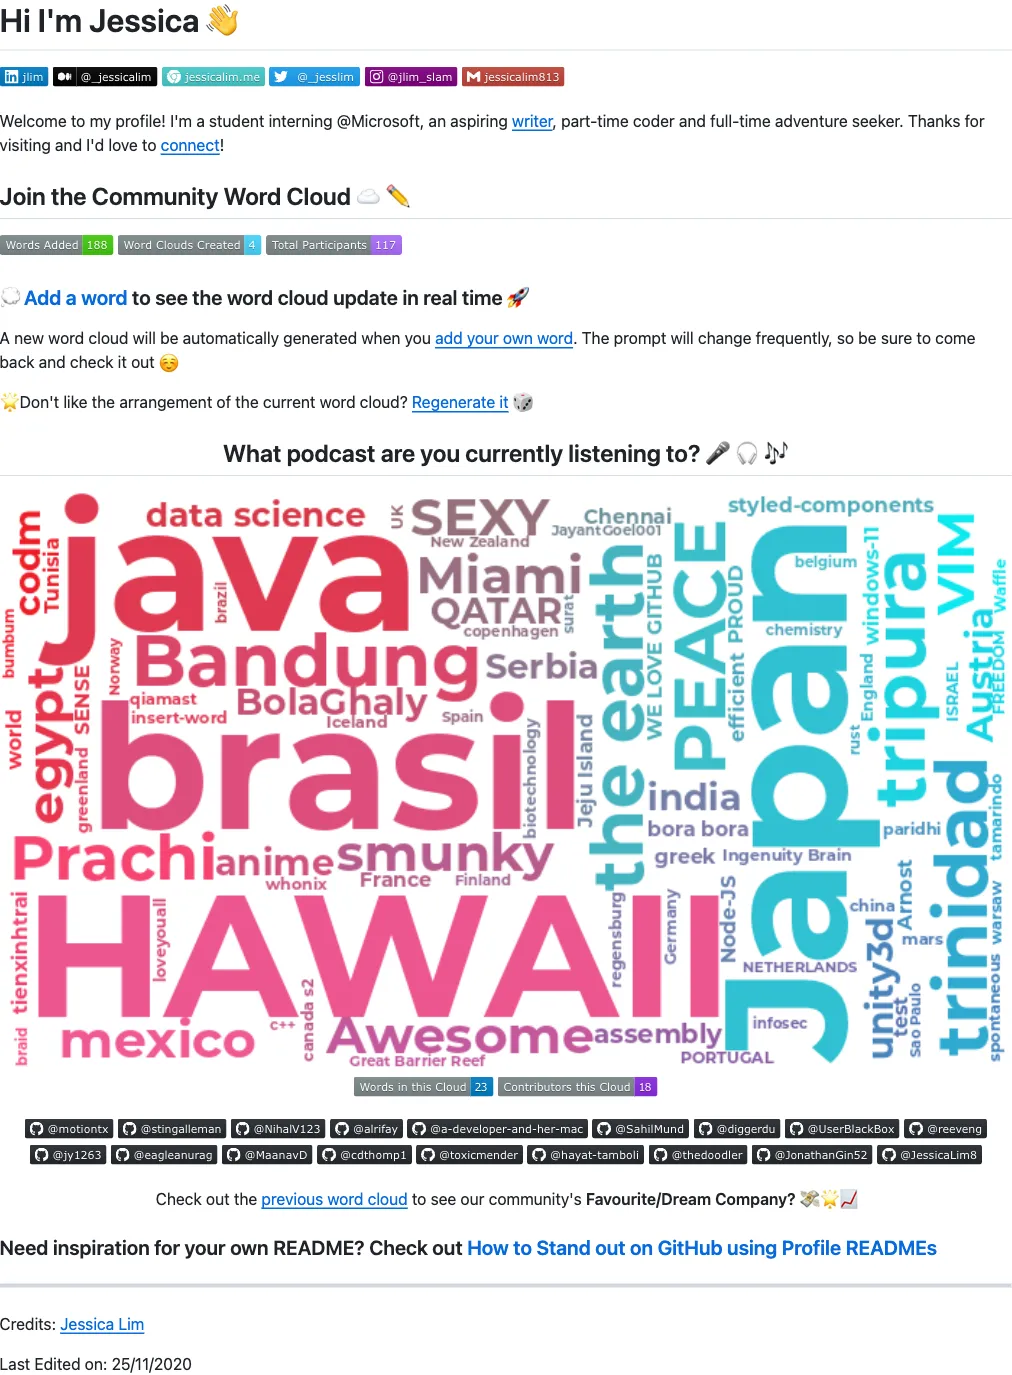 Hi I'm Jessica 👋
jlim @_jessicalim jessicalim.me @_jesslim @jlim_slam jessicalim813
Welcome to my profile! I'm a student interning @Microsoft, an aspiring writer, part-time coder and full-time adventure seeker. Thanks for
visiting and I'd love to connect!
Join the Community Word Cloud ☁️ ✏️
Words Added 188 Word Clouds Created 4 Total Participants 117
💭 Add a word to see the word cloud update in real time 🚀
A new word cloud will be automatically generated when you add your own word. The prompt will change frequently, so be sure to come
back and check it out ☺️
🌟Don't like the arrangement of the current word cloud? Regenerate it 🎲
What podcast are you currently listening to? 🎤 🎧 🎶
java
data science
UK
SEXY
New Zealand
JayantGoel001
Chennai
styled-components
codm
Tunisia
brazil
Miami
QATAR
copenhagen
surat
the earth
WE LOVE GITHUB
PEACE
efficient
PROUD
belgium
chemistry
windows-11
tripura
VIM
Waffle
FREEDOM
Austria
ISRAEL
England
rust
japan
bumbum
world
egypt
SENSE
greenland
Norway
Bandung
qiamast
insert-word
BolaGhaly
Iceland
Spain
Serbia
brasil
biotechnology
Jeju Island
india
bora bora
greek
Ingenuity Brain
paridhi
tamarindo
trinidad
warsaw
spontaneous
Prachi
anime
whonix
smunky
France
Finland
HAWAII
tienxinhtrai
loveyouall
braid
mexico
c++
canada s2
Awesome
Great Barrier Reef
assembly
PORTUGAL
regensburg
Germany
Node-JS
NETHERLANDS
infosec
china
Arnost
mars
unity3d
test
sao Paulo
Words in this Cloud 23 Contributors this Cloud 18
@motiontx @stingalleman @NihalV123 @alrifay @a-developer-and-her-mac @SahilMund @diggerdu @UserBlackBox @reeveng
@jy1263 @eagleanurag @MaanavD @cdthomp1 @toxicmender @hayat-tamboli @thedoodler @JonathanGin52 @JessicaLim8
Check out the previous word cloud to see our community's Favourite/Dream Company? 💸🌟📈
Need inspiration for your own README? Check out How to Stand out on GitHub using Profile READMEs
Credits: Jessica Lim
Last Edited on: 25/11/2020